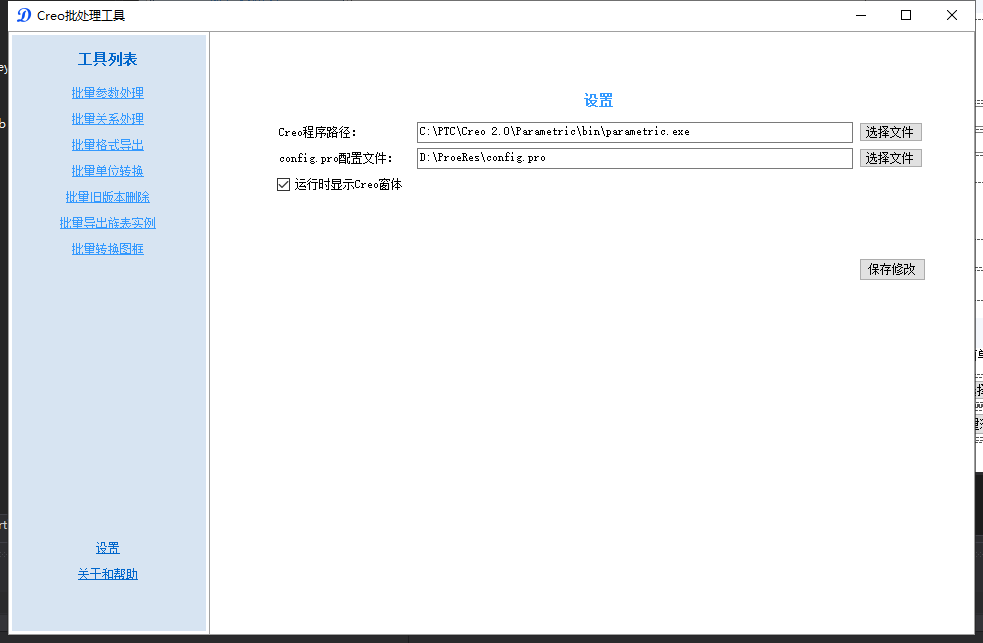 Creo批处理工具
工具列表
批量参数处理
批量关系处理
批量格式导出
批量单位转换
批量旧版本删除
批量导出族表实例
批量转换图框
设置
关于和帮助
设置
Creo程序路径:
C:\PTC\Creo 2.0\Parametric\bin\parametric.exe
选择文件
config.pro配置文件:
D:\ProeRes\config.pro
选择文件
运行时显示Creo窗体
保存修改